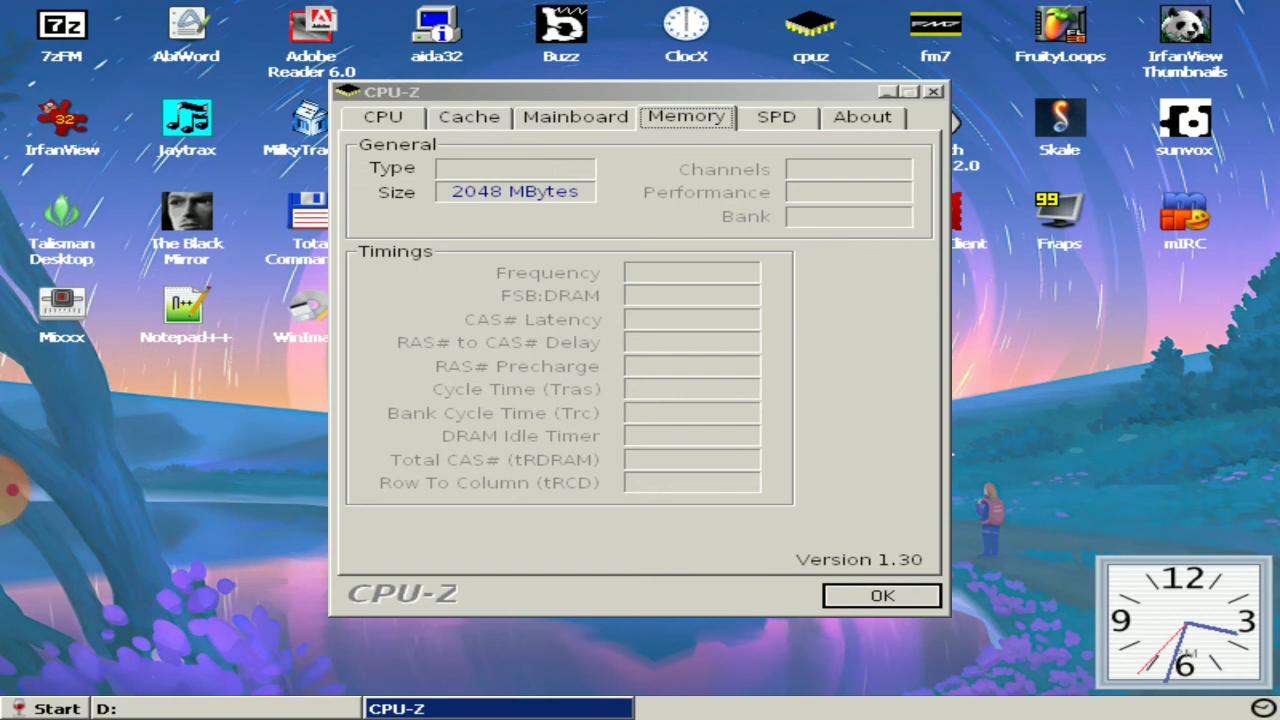 7zFM
AbiWord
Adobe
Reader 6.0
aida32
Buzz
ClocX
cpuz
fm7
FruityLoops
IrfanView
Thumbnails
IrfanView
Jaytrax
MilkyTra
h
2.0
Skale
sunvox
Talisman
Desktop
The Black
Mirror
Tota
Comman
lient
Fraps
mIRC
Mixxx
Notepad++
WinIma
CPU-Z
CPU
Cache
Mainboard
Memory
SPD
About
General
Type
Size
2048 MBytes
Channels
Performance
Bank
Timings
Frequency
FSB:DRAM
CAS# Latency
RAS# to CAS# Delay
RAS# Precharge
Cycle Time (Tras)
Bank Cycle Time (Trc)
DRAM Idle Timer
Total CAS# (tRDRAM)
Row To Column (tRCD)
Version 1.30
CPU-Z
OK
12
9
3
6
Start
D:
CPU-Z